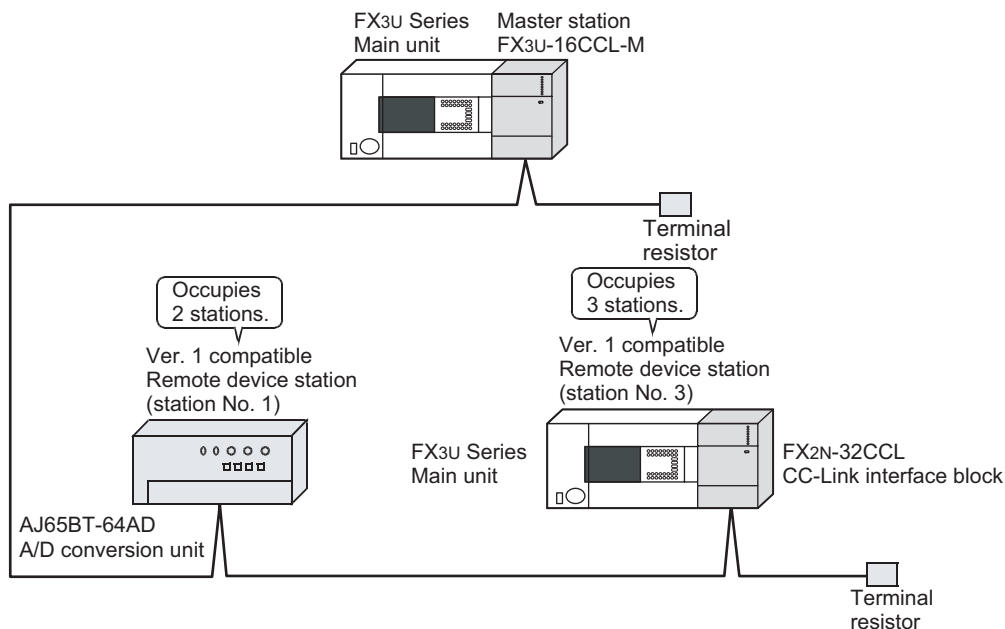 FX3U Series
Main unit
Master station
FX3U-16CCL-M
Terminal
resistor
Occupies
2 stations.
Ver. 1 compatible
Remote device station
(station No. 1)
Occupies
3 stations.
Ver. 1 compatible
Remote device station
(station No. 3)
AJ65BT-64AD
A/D conversion unit
FX3U Series
Main unit
FX2N-32CCL
CC-Link interface block
Terminal
resistor